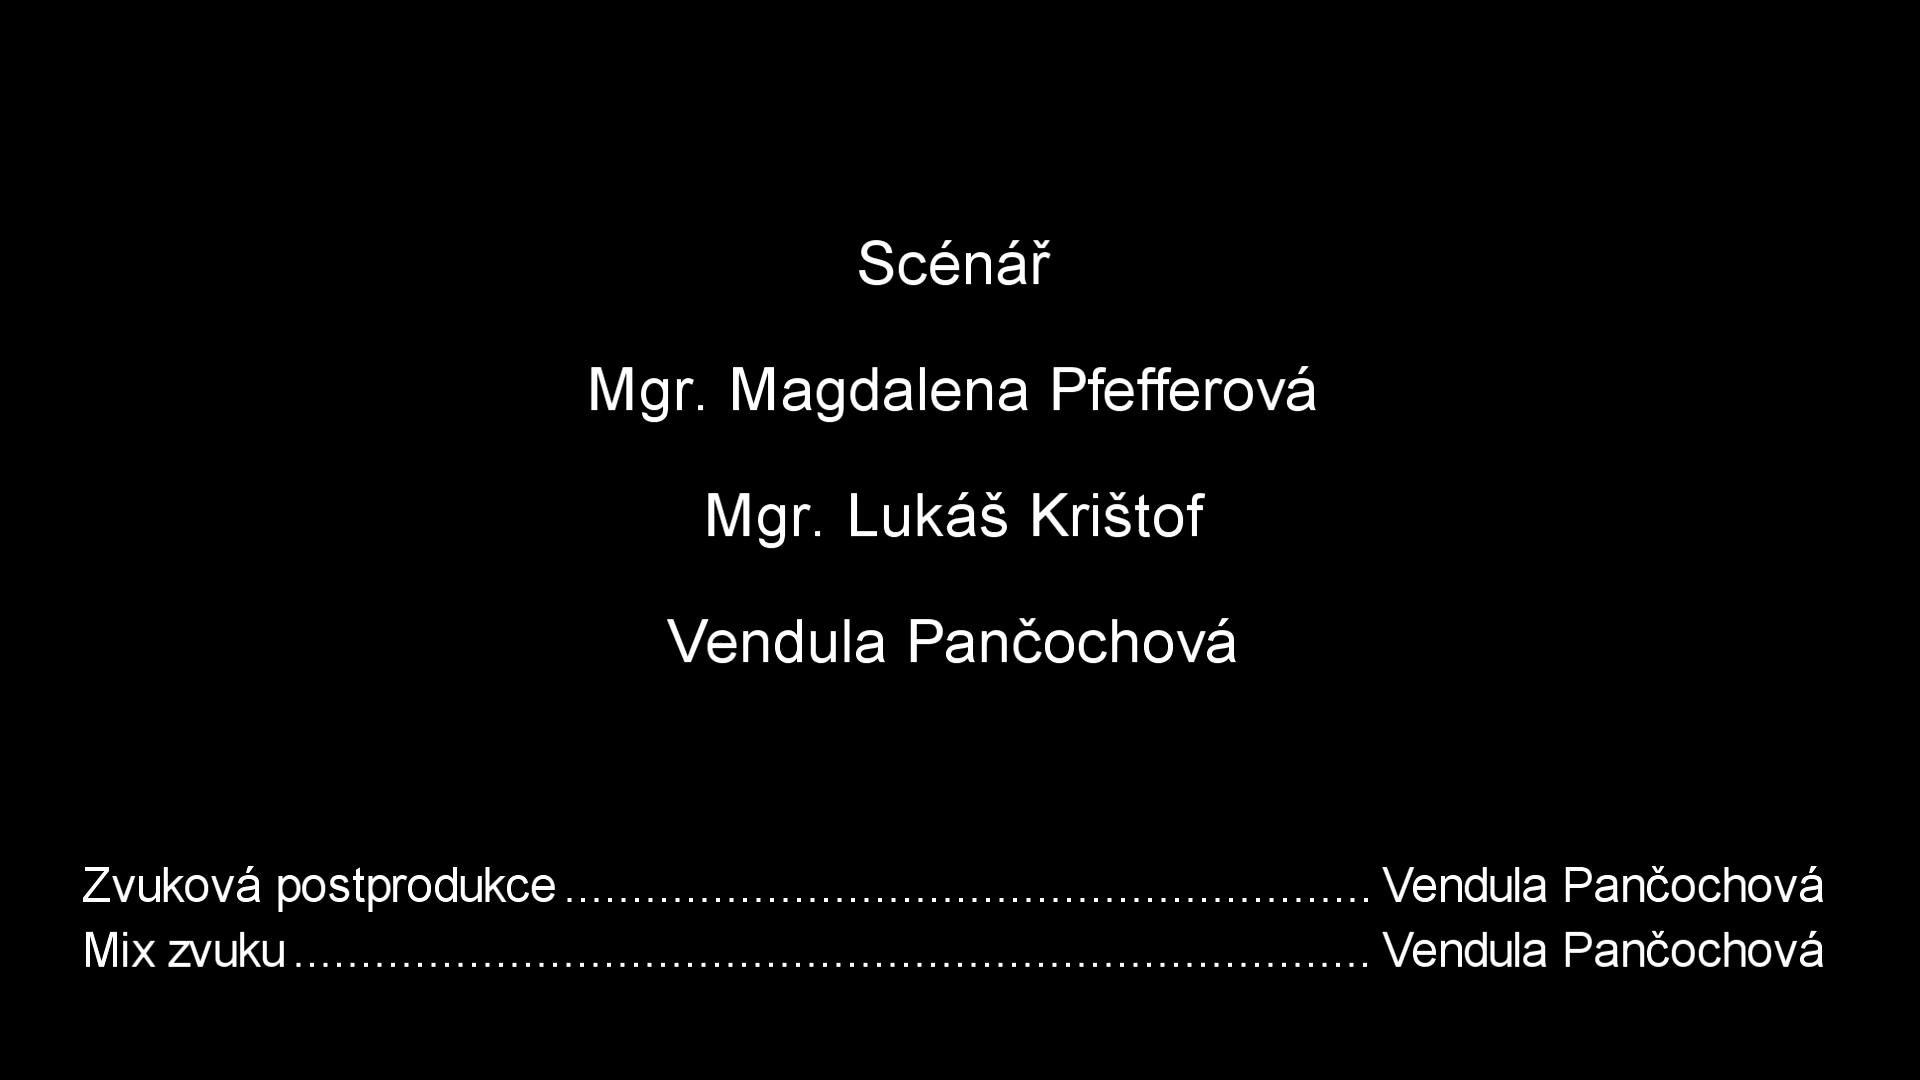 Scénář
Mgr. Magdalena Pfefferová
Mgr. Lukáš Krištof
Vendula Pančochová
Zvuková postprodukce ............................................................ Vendula Pančochová
Mix zvuku ................................................................................ Vendula Pančochová